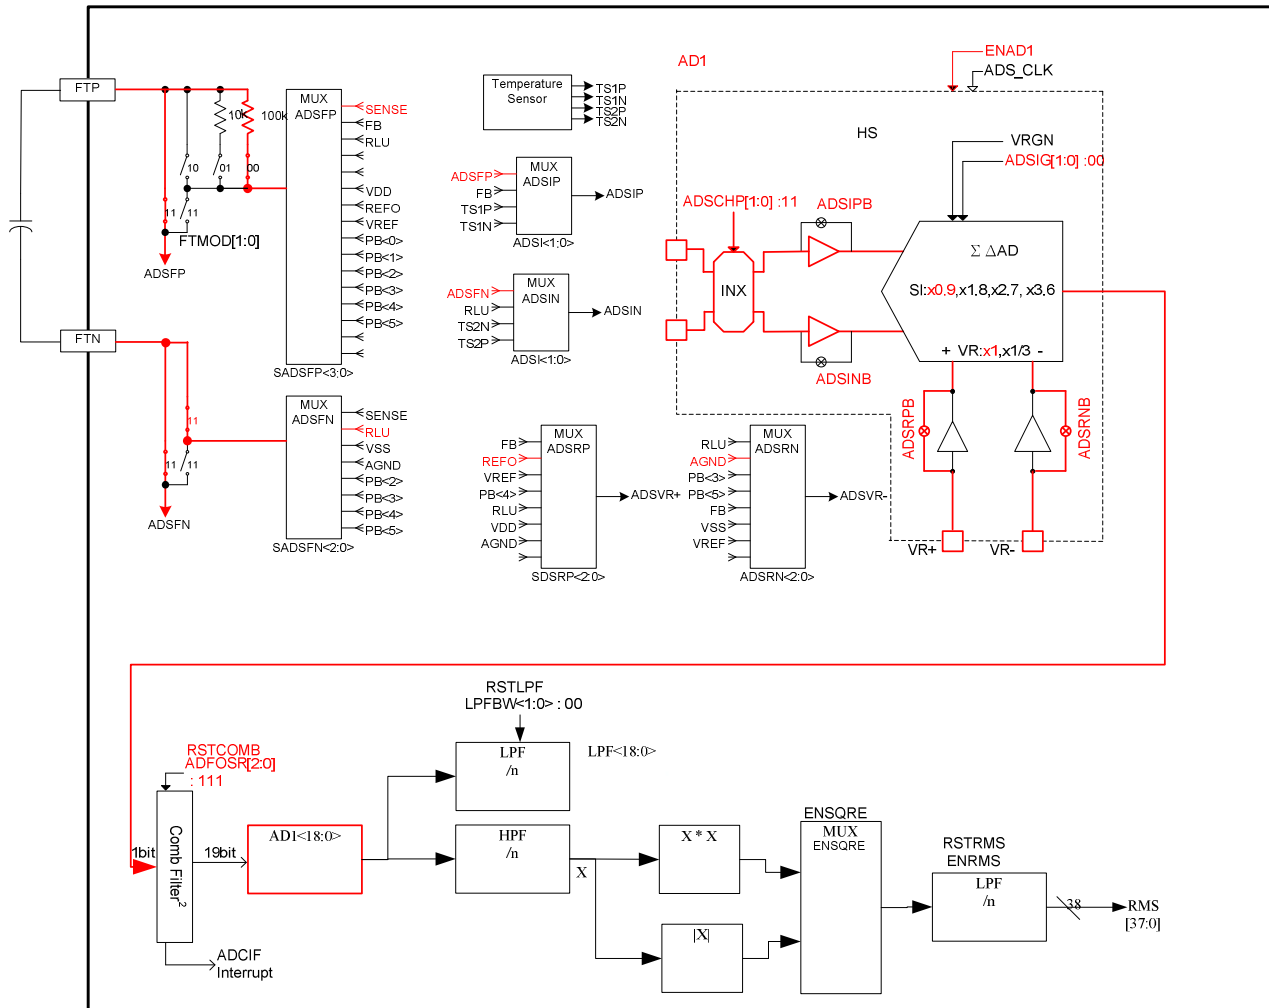 FTP
10k
100k
10
01
00
11
11
FTMOD[1:0]
ADSFP
MUX
ADSFP
SENSE
FB
RLU
VDD
REFO
VREF
PB<0>
PB<1>
PB<2>
PB<3>
PB<4>
PB<5>
SADSFP<3:0>
FTN
11
11
11
ADSFN
MUX
ADSFN
SENSE
RLU
VSS
AGND
PB<2>
PB<3>
PB<4>
PB<5>
SADSFN<2:0>
Temperature
Sensor
TS1P
TS1N
TS2P
TS2N
MUX
ADSIP
ADSFP
FB
TS1P
TS1N
ADSIP
ADSI<1:0>
MUX
ADSIN
ADSFN
RLU
TS2N
TS2P
ADSIN
ADSI<1:0>
MUX
ADSRP
FB
REFO
VREF
PB<4>
RLU
VDD
AGND
ADSVR+
SDSRP<2:0>
MUX
ADSRN
RLU
AGND
PB<3>
PB<5>
FB
VSS
VREF
ADSVR-
ADSRN<2:0>
AD1
ENAD1
ADS_CLK
HS
VRGN
ADSIG[1:0] :00
ADSCHP[1:0] :11
ADSIPB
INX
ADSINB
Σ ΔAD
SI:x0.9,x1.8,x2.7, x3.6
+ VR:x1,x1/3 -
ADSRPB
ADSRNB
VR+
VR-
RSTLPF
LPFBW<1:0> : 00
LPF
/n
LPF<18:0>
RSTCOMB
ADFOSR[2:0]
: 111
1bit
Comb Filter2
19bit
AD1<18:0>
ADCIF
Interrupt
HPF
/n
X
X * X
|X|
ENSQRE
MUX
ENSQRE
RSTRMS
ENRMS
LPF
/n
38
RMS
[37:0]